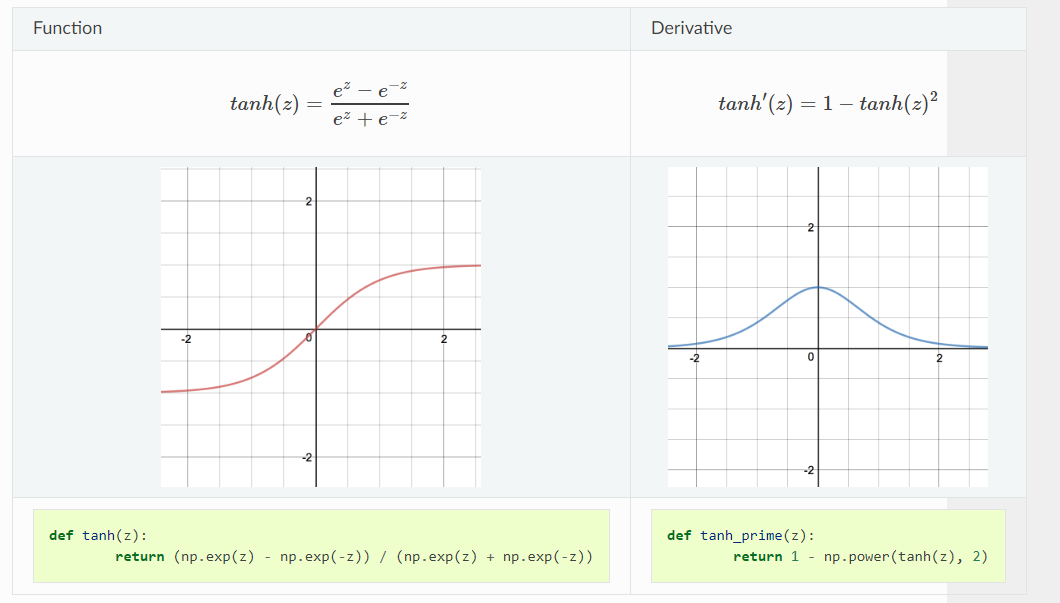 Function
Derivative
tanh(z) = (e^z − e^−z) / (e^z + e^−z)
tanh′(z) = 1 − tanh(z)^2
2
-2
0
2
-2
2
-2
0
2
-2
def tanh(z):
return (np.exp(z) - np.exp(-z)) / (np.exp(z) + np.exp(-z))
def tanh_prime(z):
return 1 - np.power(tanh(z), 2)